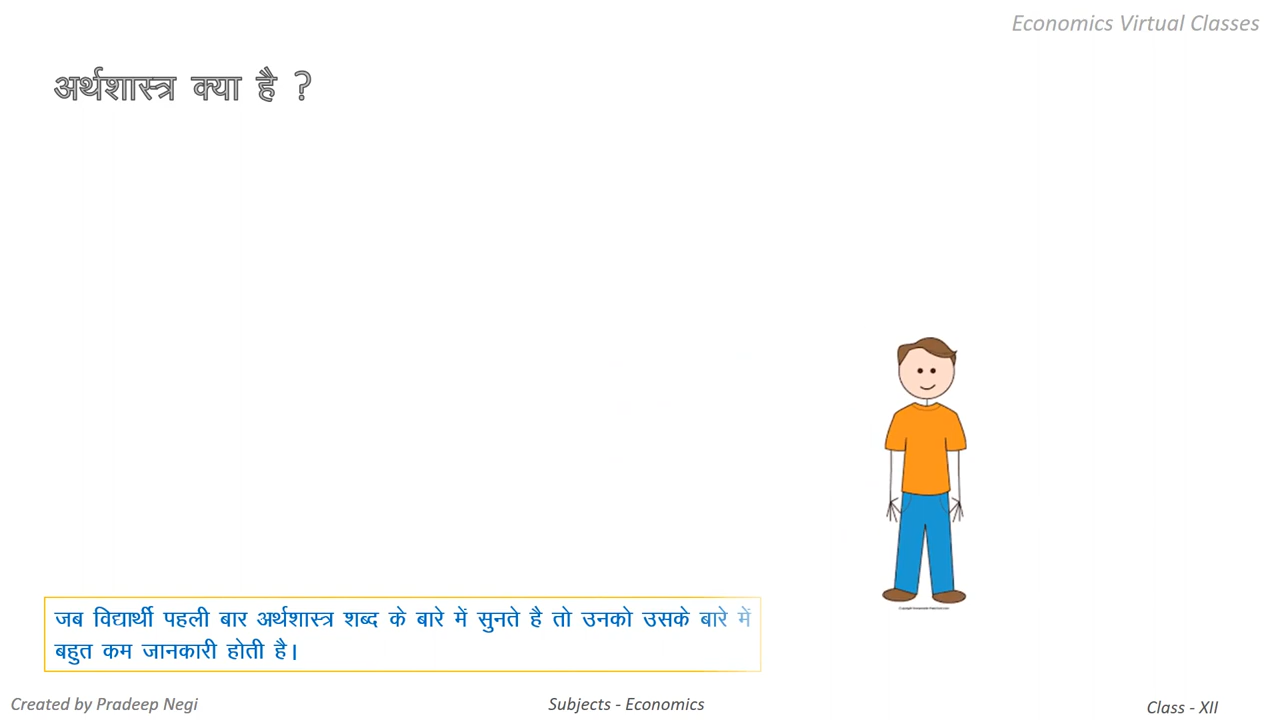 Economics Virtual Classes
अर्थशास्त्र क्या है ?
जब विद्यार्थी पहली बार अर्थशास्त्र शब्द के बारे में सुनते है तो उनको उसके बारे में
बहुत कम जानकारी होती है।
Created by Pradeep Negi
Subjects - Economics
Class - XII